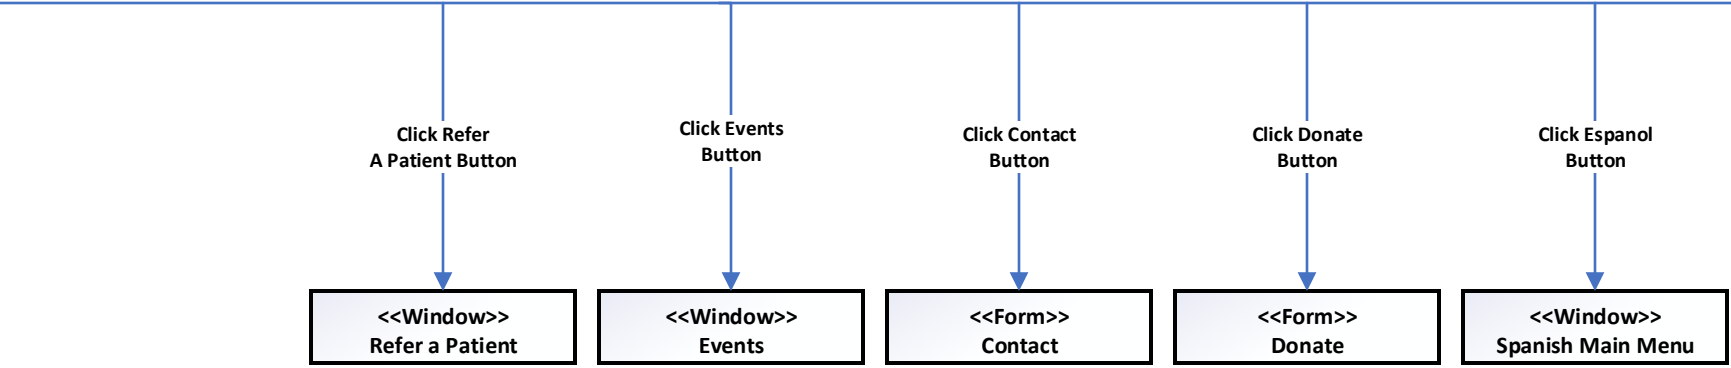 Click Refer
A Patient Button
Click Events
Button
Click Contact
Button
Click Donate
Button
Click Espanol
Button
<<Window>>
Refer a Patient
<<Window>>
Events
<<Form>>
Contact
<<Form>>
Donate
<<Window>>
Spanish Main Menu